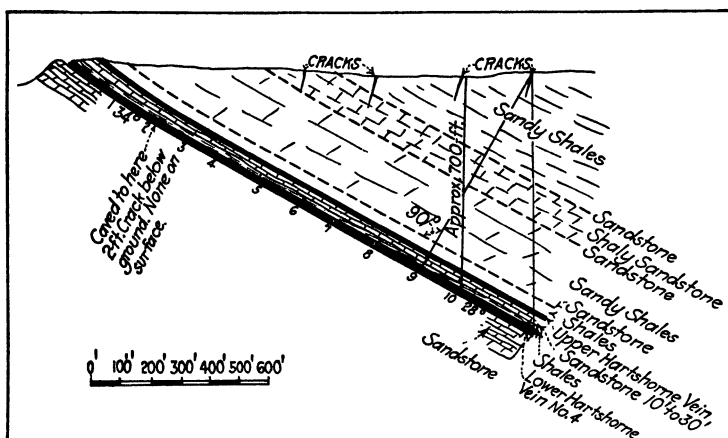 CRACKS
CRACKS
Sandy Shales
Approx. 700 ft.
90°
1 34° 2
3
4
5
6
7
8
9
10 28°
Caved to here
2-ft. Crack below
ground. None on
surface.
Sandstone
Shaly Sandstone
Sandstone
Sandy Shales
Sandstone
Shales
Upper Hartshorne Vein,
Sandstone 10' to 30'
Shales
Lower Hartshorne
Vein No. 4
Sandstone
0' 100' 200' 300' 400' 500' 600'